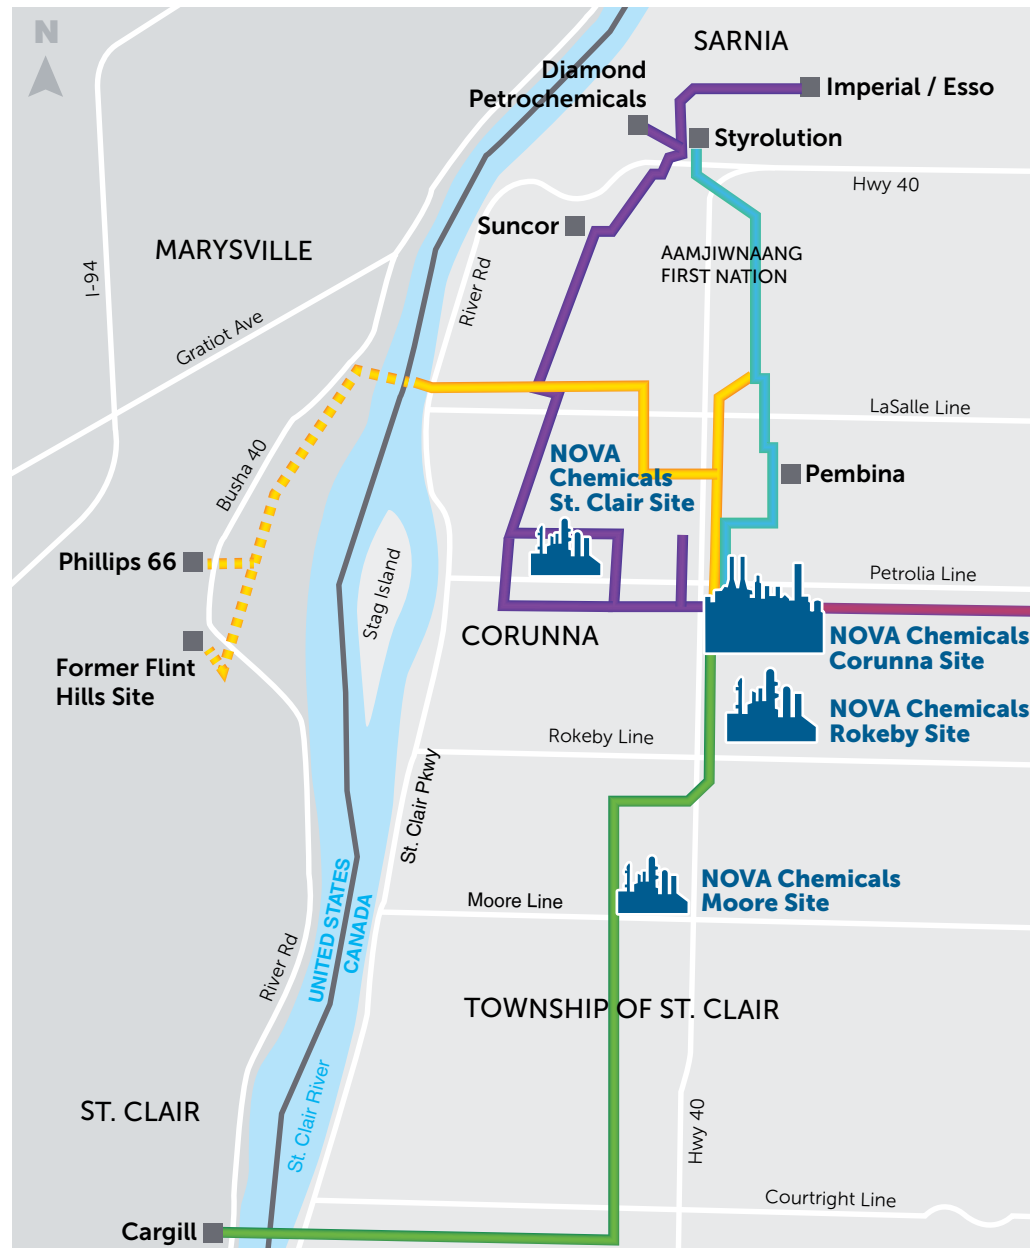 N
SARNIA
Diamond
Petrochemicals
Imperial / Esso
Styrolution
Hwy 40
Suncor
MARYSVILLE
AAMJIWNAANG
FIRST NATION
I-94
River Rd
Gratiot Ave
LaSalle Line
NOVA
Chemicals
St. Clair Site
Busha 40
Pembina
Phillips 66
Stag Island
Petrolia Line
CORUNNA
NOVA Chemicals
Corunna Site
Former Flint
Hills Site
NOVA Chemicals
Rokeby Site
Rokeby Line
St. Clair Pkwy
NOVA Chemicals
Moore Site
Moore Line
UNITED STATES
CANADA
River Rd
TOWNSHIP OF ST. CLAIR
ST. CLAIR
St. Clair River
Hwy 40
Courtright Line
Cargill